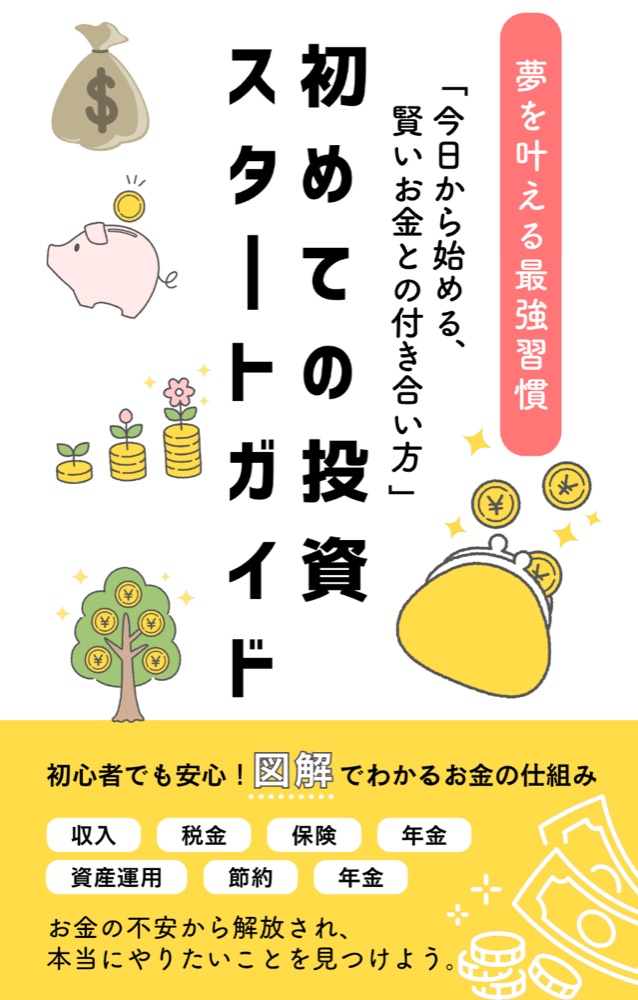 夢を叶える最強習慣
「今日から始める、
賢いお金との付き合い方」
初めての投資
スタートガイド
$
¥
¥
¥
¥
¥
¥
¥
¥
初心者でも安心！図解でわかるお金の仕組み
収入 税金 保険 年金
資産運用 節約 年金
お金の不安から解放され、
本当にやりたいことを見つけよう。